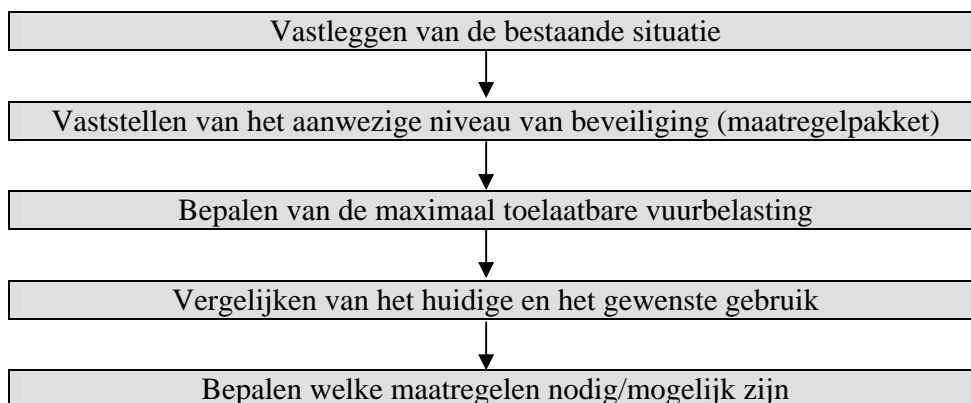 Vastleggen van de bestaande situatie
Vaststellen van het aanwezige niveau van beveiliging (maatregelpakket)
Bepalen van de maximaal toelaatbare vuurbelasting
Vergelijken van het huidige en het gewenste gebruik
Bepalen welke maatregelen nodig/mogelijk zijn